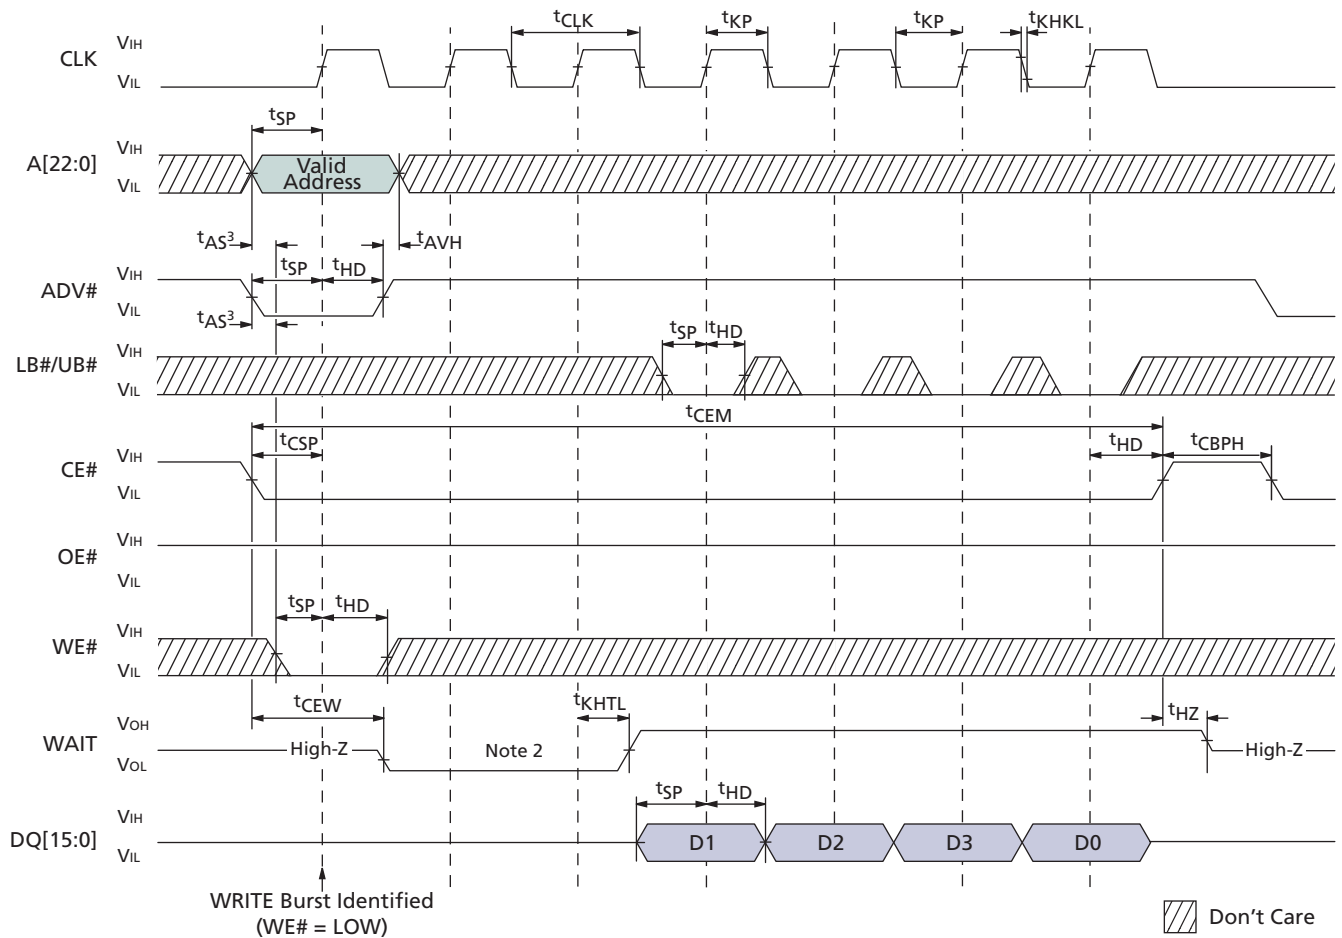 tCLK
tKP
tKP
tKHKL
CLK
VIH
VIL
tSP
A[22:0]
VIH
VIL
Valid
Address
tAS3
tAVH
tSP
tHD
ADV#
VIH
VIL
tAS3
tSP
tHD
LB#/UB#
VIH
VIL
tCEM
tCSP
tHD
tCBPH
CE#
VIH
VIL
OE#
VIH
VIL
tSP
tHD
WE#
VIH
VIL
tCEW
tKHTL
tHZ
WAIT
VOH
VOL
High-Z
Note 2
High-Z
tSP
tHD
DQ[15:0]
VIH
VIL
D1
D2
D3
D0
WRITE Burst Identified
(WE# = LOW)
Don't Care